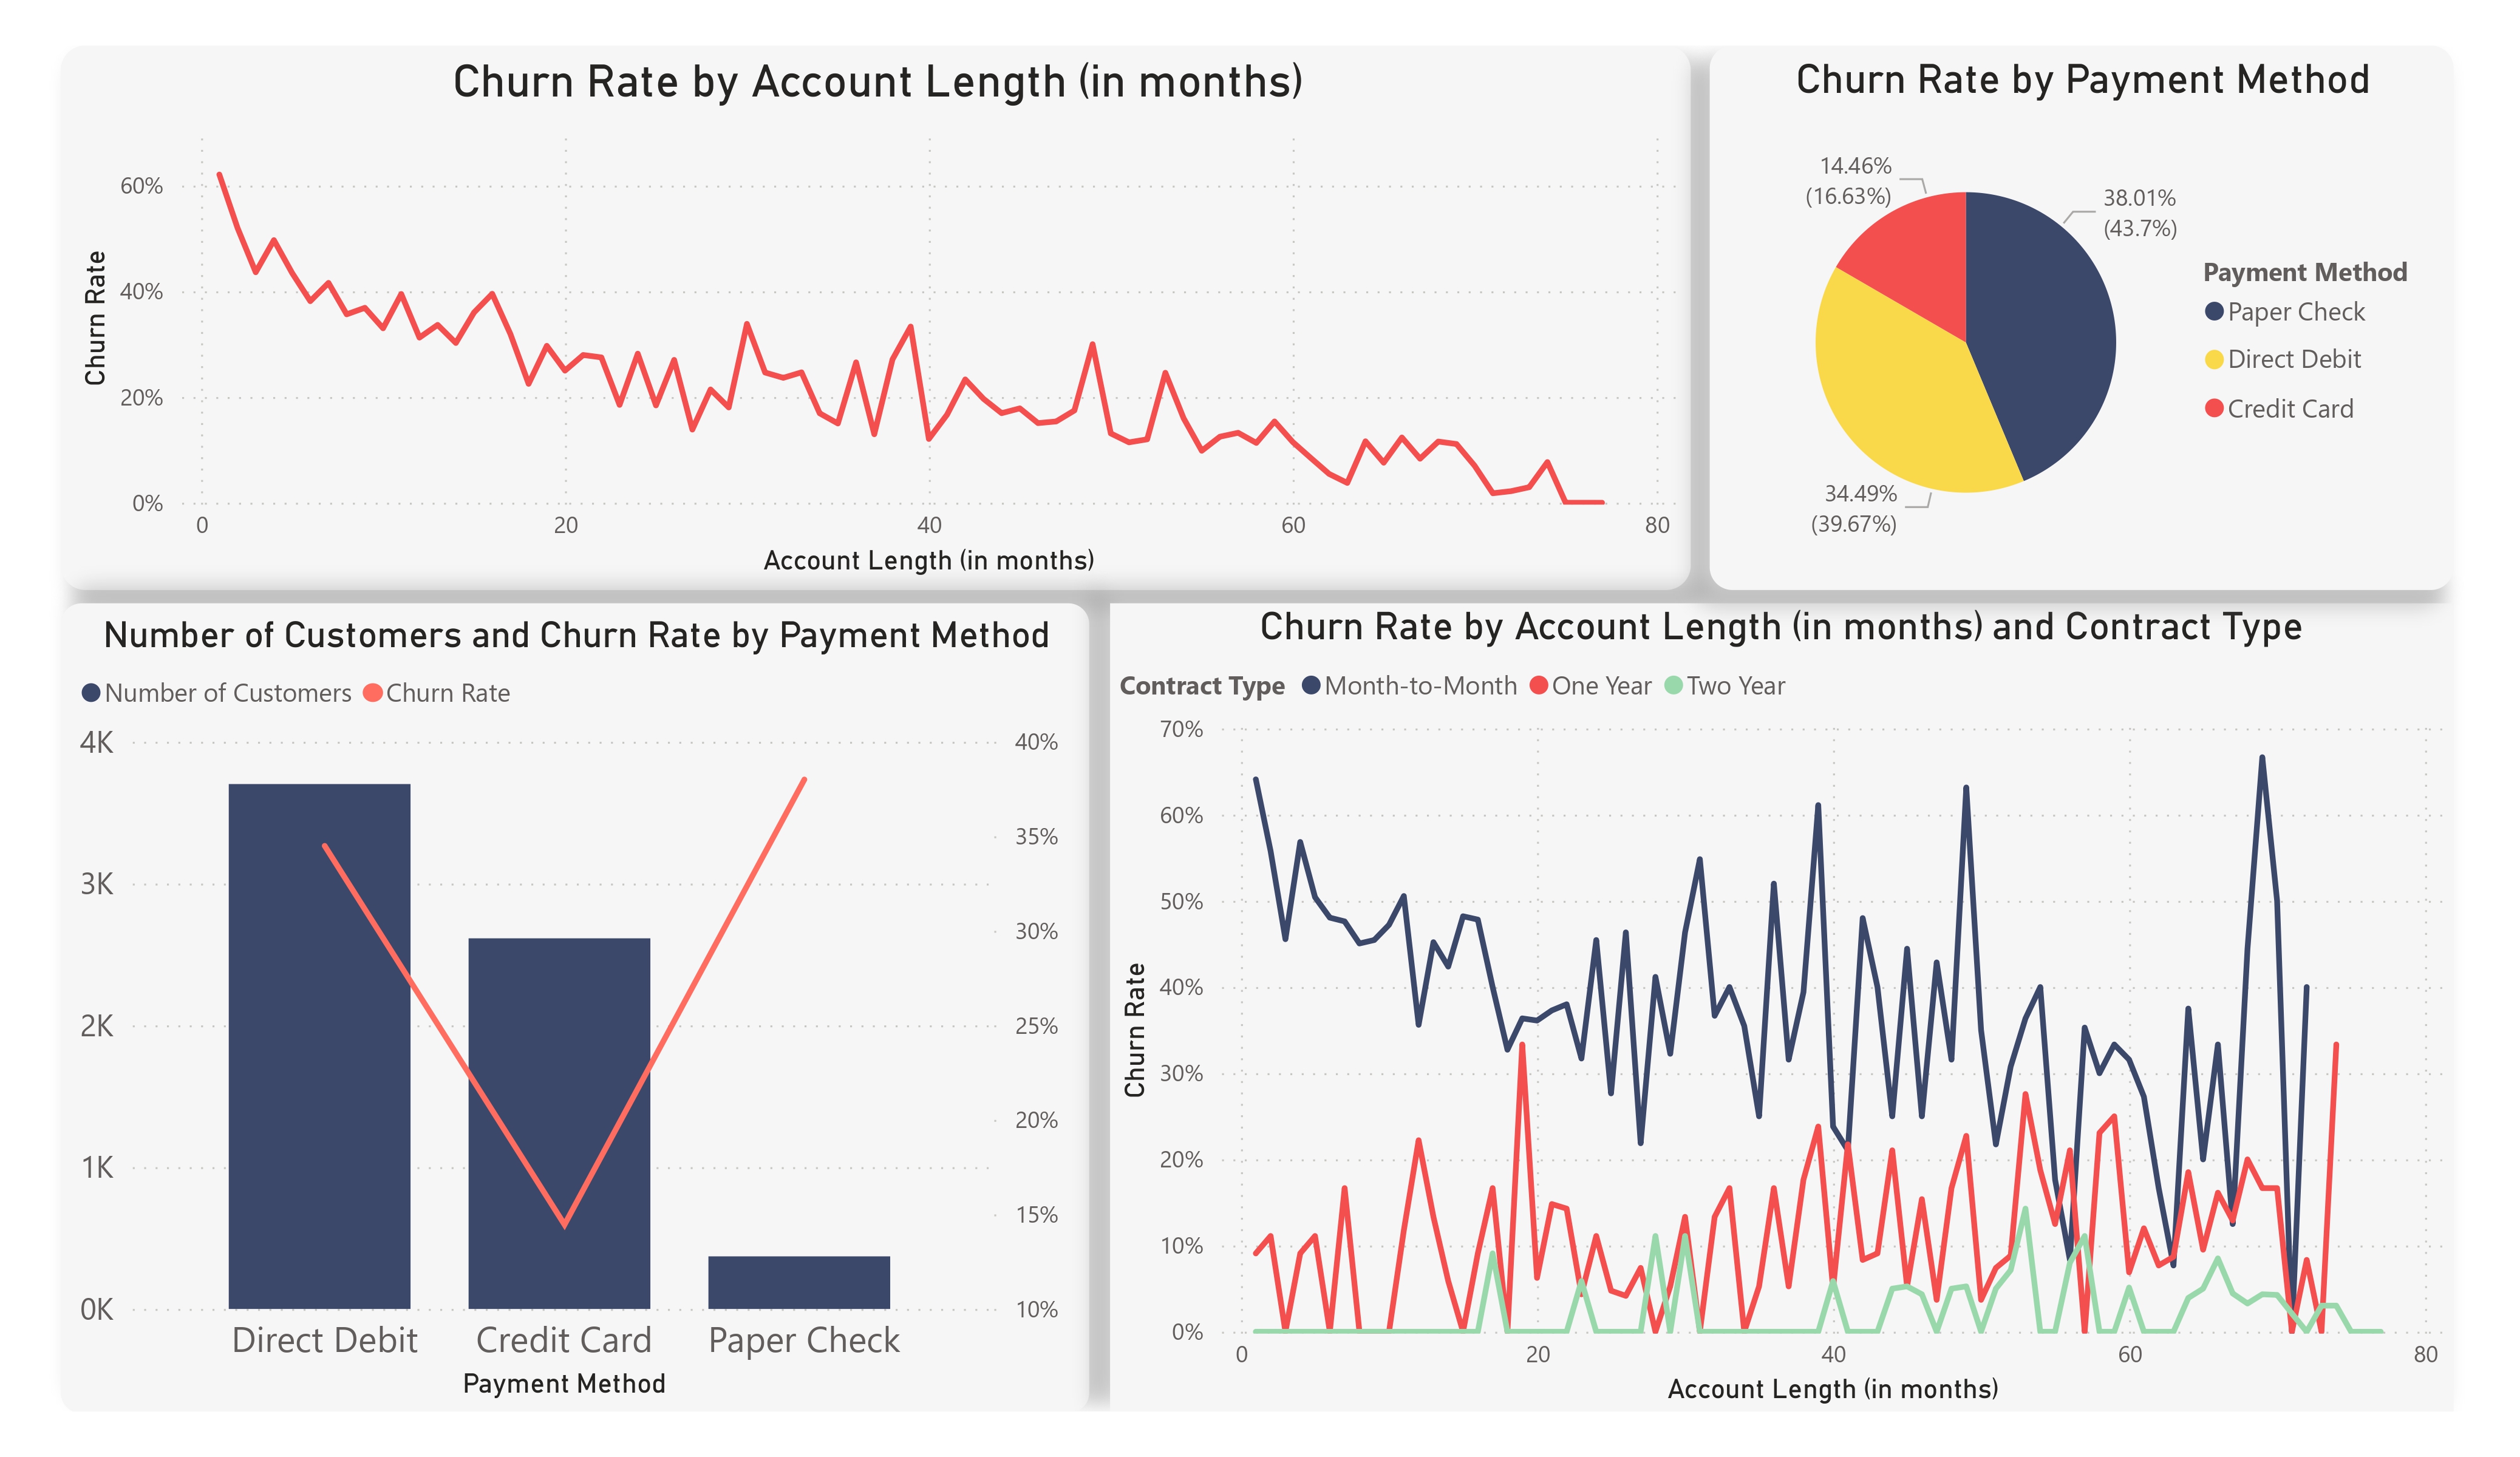 Churn Rate by Account Length (in months)
Churn Rate
60%
40%
20%
0%
0 20 40 60 80
Account Length (in months)
Churn Rate by Payment Method
14.46%
(16.63%)
38.01%
(43.7%)
34.49%
(39.67%)
Payment Method
Paper Check
Direct Debit
Credit Card
Number of Customers and Churn Rate by Payment Method
Number of Customers Churn Rate
4K
3K
2K
1K
0K
40%
35%
30%
25%
20%
15%
10%
Direct Debit Credit Card Paper Check
Payment Method
Churn Rate by Account Length (in months) and Contract Type
Contract Type Month-to-Month One Year Two Year
Churn Rate
70%
60%
50%
40%
30%
20%
10%
0%
0 20 40 60 80
Account Length (in months)